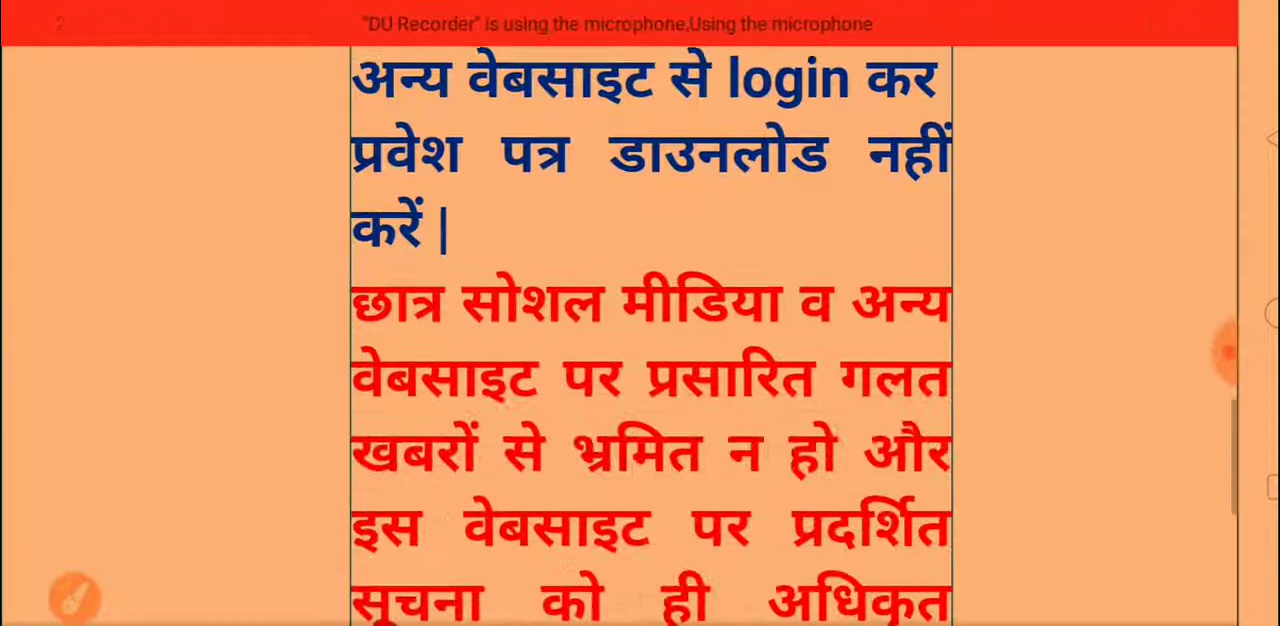 2 "DU Recorder" is using the microphone,Using the microphone
अन्य वेबसाइट से login कर
प्रवेश पत्र डाउनलोड नहीं
करें |
छात्र सोशल मीडिया व अन्य
वेबसाइट पर प्रसारित गलत
खबरों से भ्रमित न हो और
इस वेबसाइट पर प्रदर्शित
सूचना को ही अधिकृत